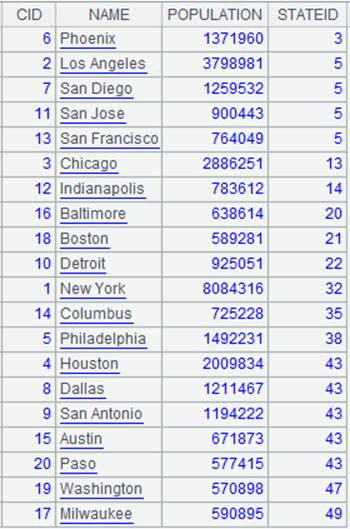 CID NAME POPULATION STATEID
6 Phoenix 1371960 3
2 Los Angeles 3798981 5
7 San Diego 1259532 5
11 San Jose 900443 5
13 San Francisco 764049 5
3 Chicago 2886251 13
12 Indianapolis 783612 14
16 Baltimore 638614 20
18 Boston 589281 21
10 Detroit 925051 22
1 New York 8084316 32
14 Columbus 725228 35
5 Philadelphia 1492231 38
4 Houston 2009834 43
8 Dallas 1211467 43
9 San Antonio 1194222 43
15 Austin 671873 43
20 Paso 577415 43
19 Washington 570898 47
17 Milwaukee 590895 49